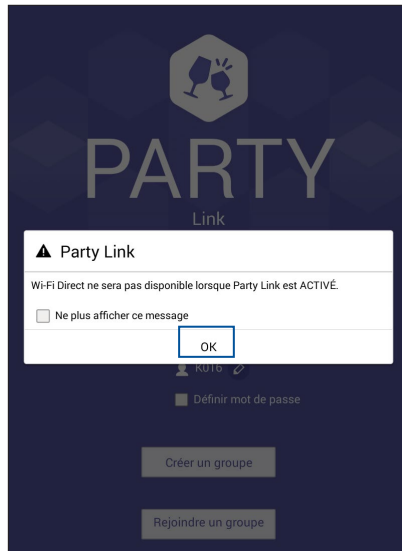 PARTY
Link
Party Link
Wi-Fi Direct ne sera pas disponible lorsque Party Link est ACTIVÉ.
Ne plus afficher ce message
OK
K016
Définir mot de passe
Créer un groupe
Rejoindre un groupe